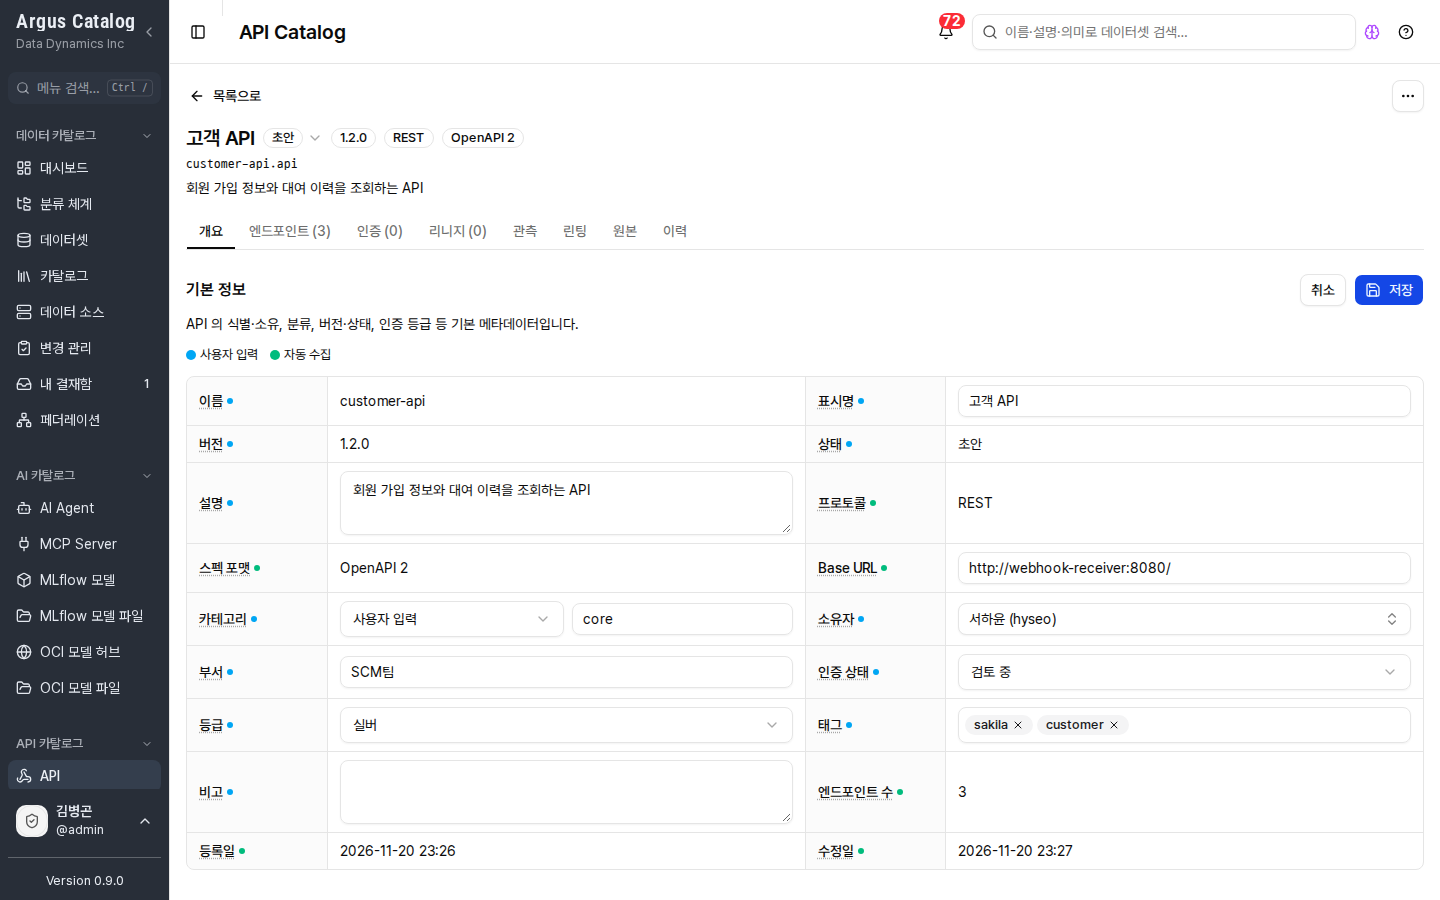 Argus Catalog
Data Dynamics Inc
메뉴 검색... Ctrl /
데이터 카탈로그
대시보드
분류 체계
데이터셋
카탈로그
데이터 소스
변경 관리
내 결재함 1
페더레이션
AI 카탈로그
AI Agent
MCP Server
MLflow 모델
MLflow 모델 파일
OCI 모델 허브
OCI 모델 파일
API 카탈로그
API
김병곤
@admin
Version 0.9.0
API Catalog
72
이름·설명·의미로 데이터셋 검색...
목록으로
고객 API 초안 1.2.0 REST OpenAPI 2
customer-api.api
회원 가입 정보와 대여 이력을 조회하는 API
개요 엔드포인트 (3) 인증 (0) 리니지 (0) 관측 린팅 원본 이력
기본 정보 취소 저장
API 의 식별·소유, 분류, 버전·상태, 인증 등급 등 기본 메타데이터입니다.
사용자 입력 자동 수집
이름 customer-api 표시명 고객 API
버전 1.2.0 상태 초안
설명 회원 가입 정보와 대여 이력을 조회하는 API 프로토콜 REST
스펙 포맷 OpenAPI 2 Base URL http://webhook-receiver:8080/
카테고리 사용자 입력 core 소유자 서하윤 (hyseo)
부서 SCM팀 인증 상태 검토 중
등급 실버 태그 sakila customer
비고 엔드포인트 수 3
등록일 2026-11-20 23:26 수정일 2026-11-20 23:27